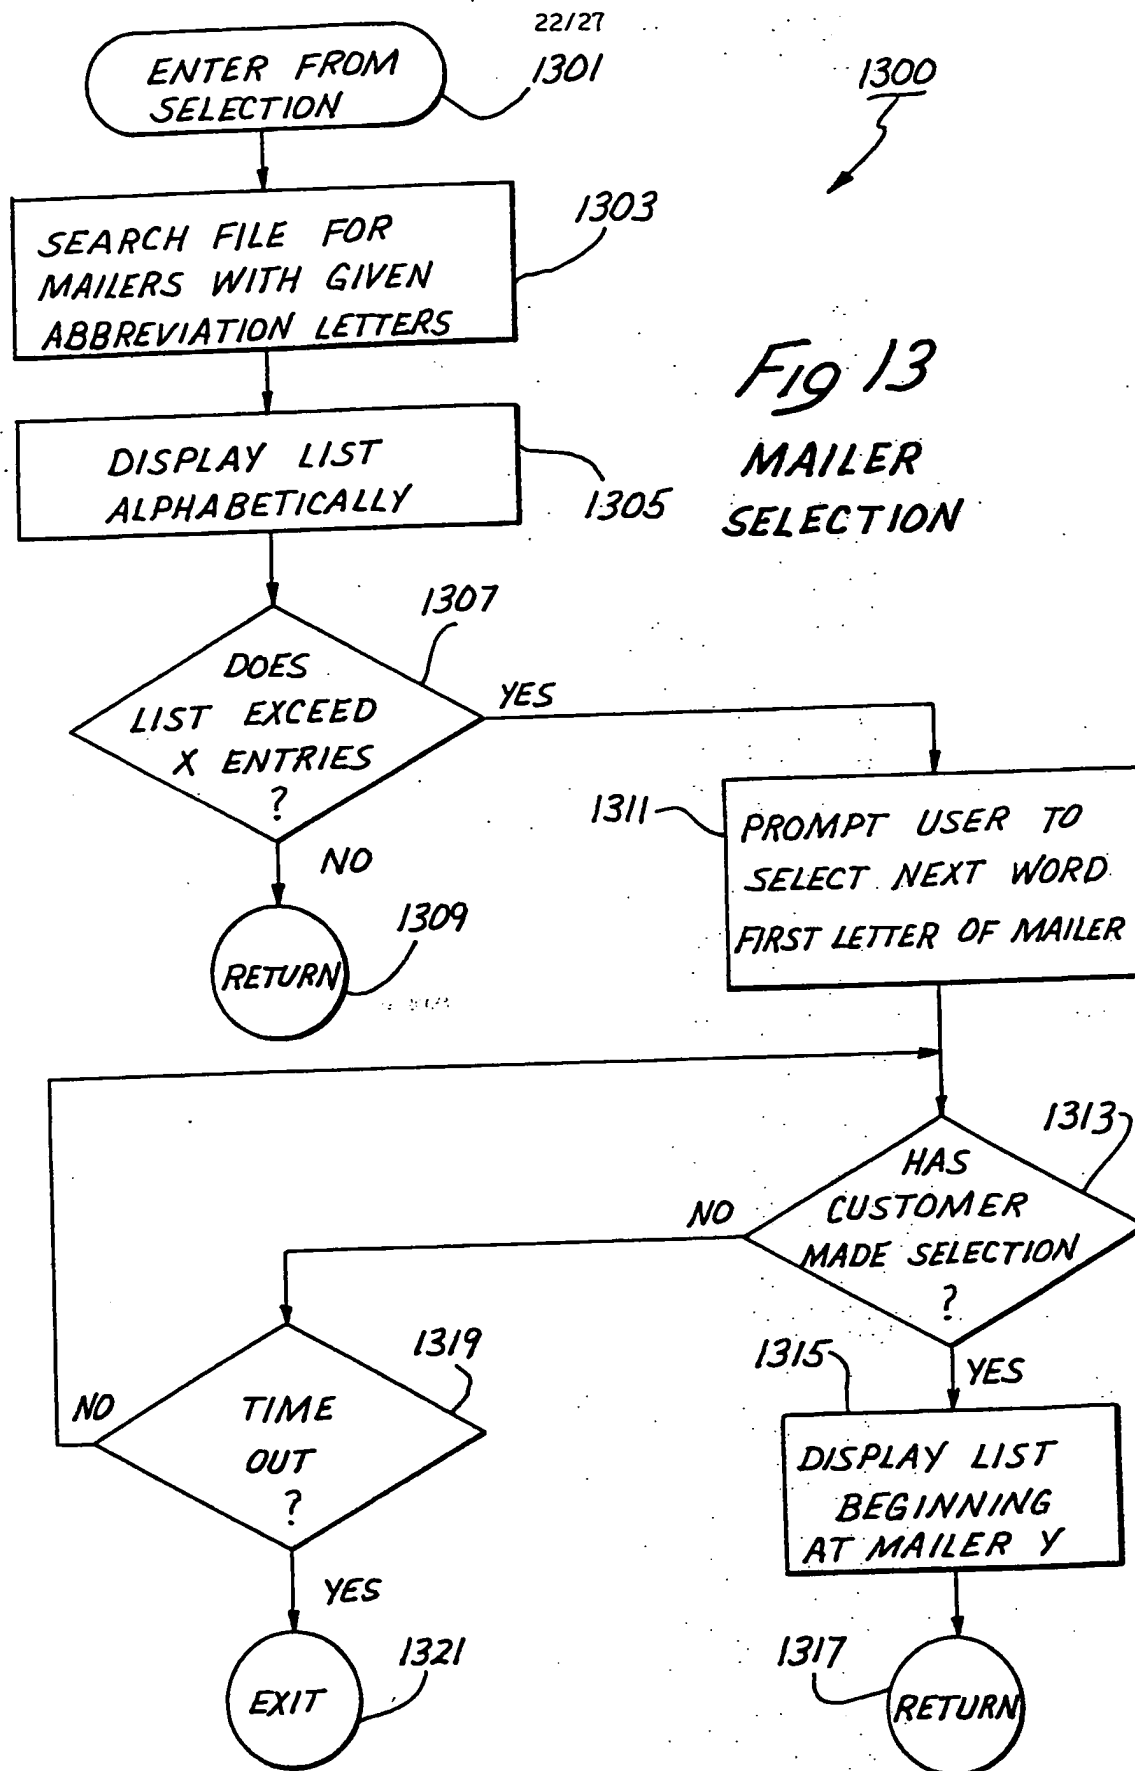 22/27
ENTER FROM
SELECTION
1301
1300
SEARCH FILE FOR
MAILERS WITH GIVEN
ABBREVIATION LETTERS
1303
Fig 13
MAILER
SELECTION
DISPLAY LIST
ALPHABETICALLY
1305
1307
DOES
LIST EXCEED
X ENTRIES
?
YES
NO
1309
RETURN
1311
PROMPT USER TO
SELECT NEXT WORD
FIRST LETTER OF MAILER
1313
HAS
CUSTOMER
MADE SELECTION
?
NO
YES
1319
TIME
OUT
?
NO
YES
1315
DISPLAY LIST
BEGINNING
AT MAILER Y
1321
EXIT
1317
RETURN